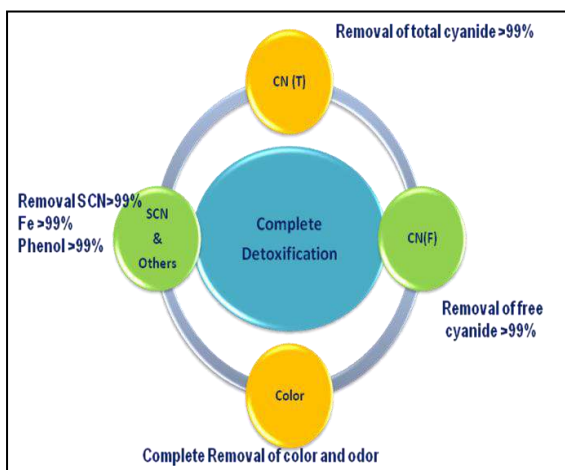 Removal of total cyanide >99%
CN (T)
Removal SCN>99%
Fe >99%
Phenol >99%
SCN
&
Others
Complete
Detoxification
CN(F)
Removal of free
cyanide >99%
Color
Complete Removal of color and odor